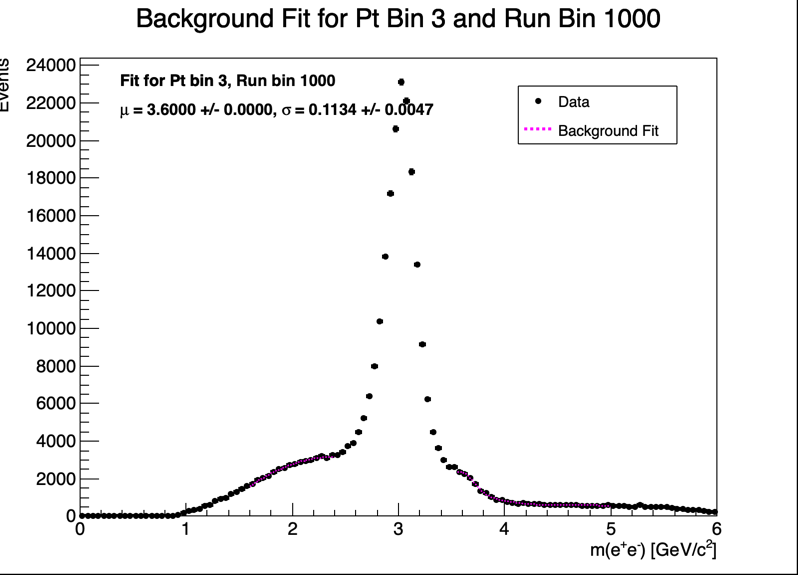 Background Fit for Pt Bin 3 and Run Bin 1000
Events
24000
22000
20000
18000
16000
14000
12000
10000
8000
6000
4000
2000
0
Fit for Pt bin 3, Run bin 1000
μ = 3.6000 +/- 0.0000, σ = 0.1134 +/- 0.0047
Data
Background Fit
0 1 2 3 4 5 6
m(e⁺e⁻) [GeV/c²]